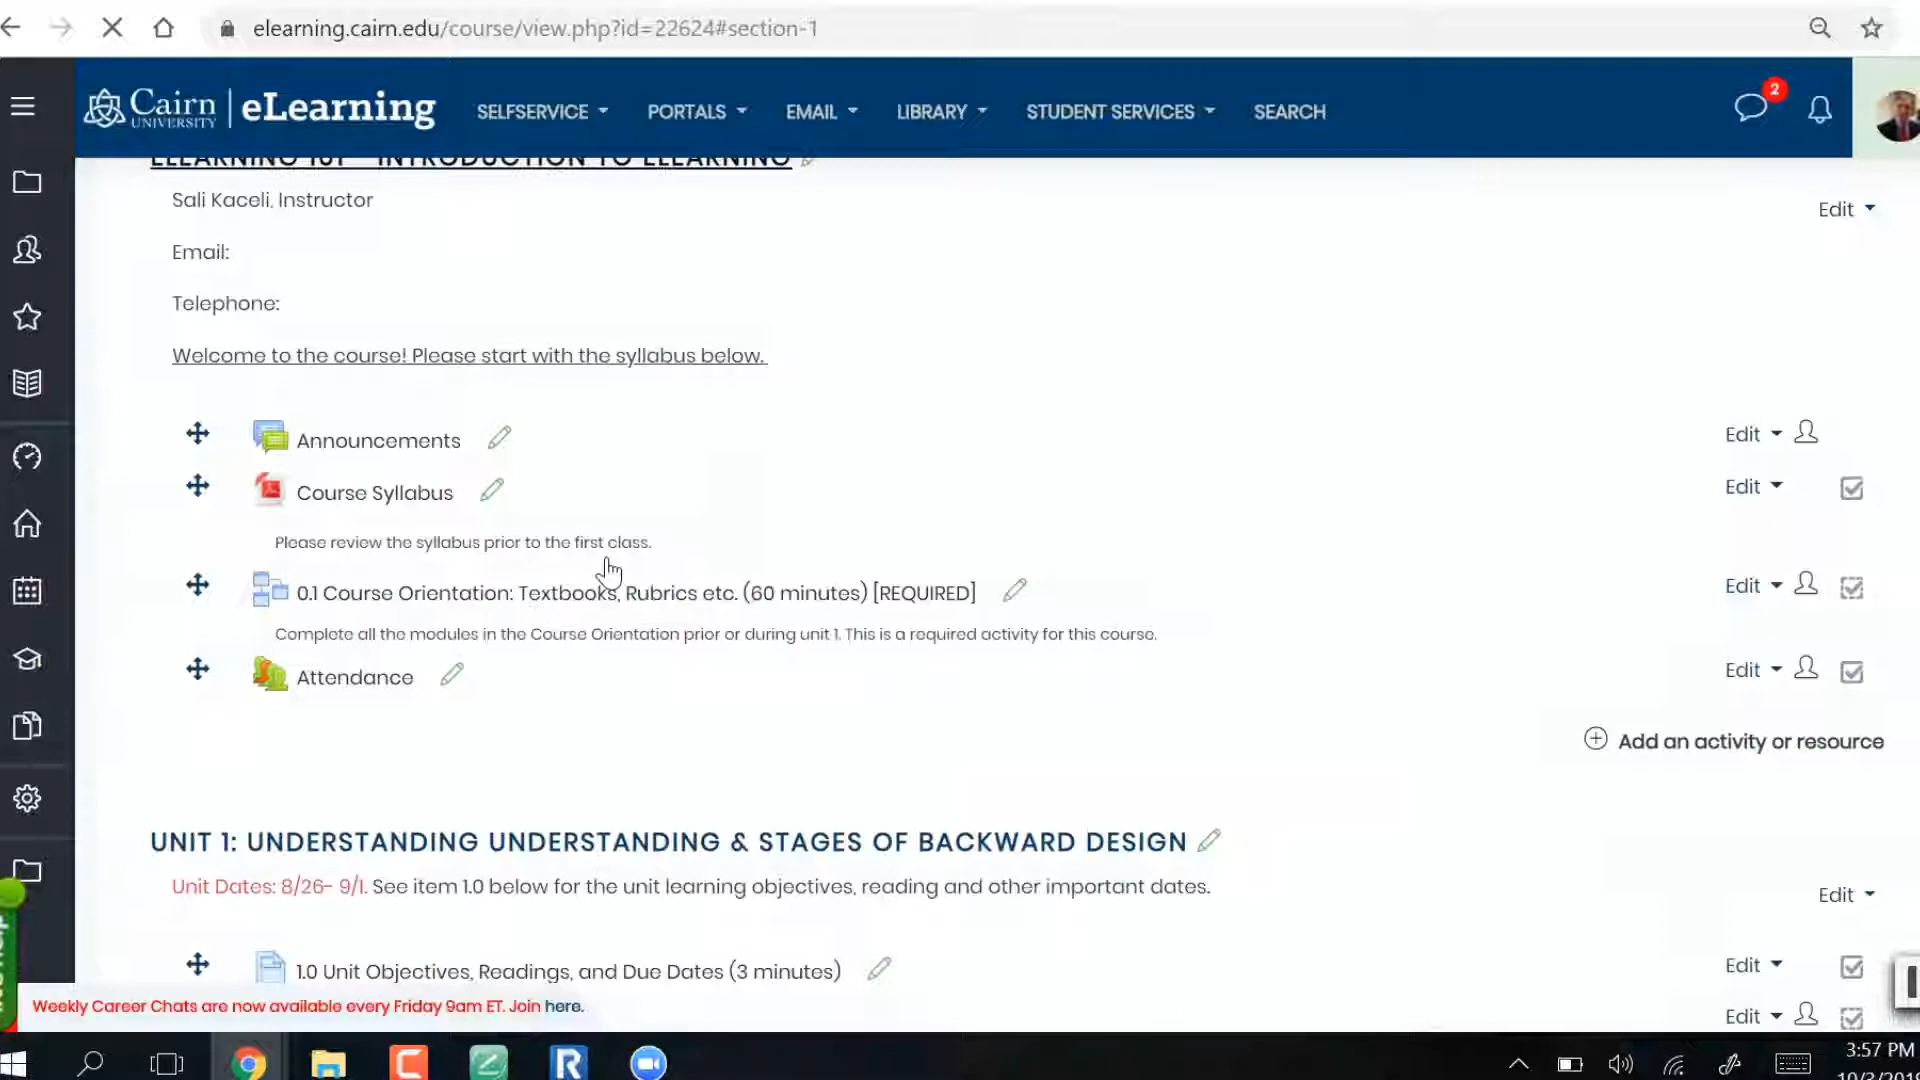 elearning.cairn.edu/course/view.php?id=22624#section-1
Cairn UNIVERSITY | eLearning SELFSERVICE PORTALS EMAIL LIBRARY STUDENT SERVICES SEARCH 2
ELEARNING 101 - INTRODUCTION TO ELEARNING
Sali Kaceli, Instructor
Edit
Email:
Telephone:
Welcome to the course! Please start with the syllabus below.
Announcements Edit
Course Syllabus Edit
Please review the syllabus prior to the first class.
0.1 Course Orientation: Textbooks, Rubrics etc. (60 minutes) [REQUIRED] Edit
Complete all the modules in the Course Orientation prior or during unit 1. This is a required activity for this course.
Attendance Edit
Add an activity or resource
UNIT 1: UNDERSTANDING UNDERSTANDING & STAGES OF BACKWARD DESIGN
Unit Dates: 8/26- 9/1. See item 1.0 below for the unit learning objectives, reading and other important dates.
Edit
1.0 Unit Objectives, Readings, and Due Dates (3 minutes) Edit
Weekly Career Chats are now available every Friday 9am ET. Join here.
Edit
3:57 PM